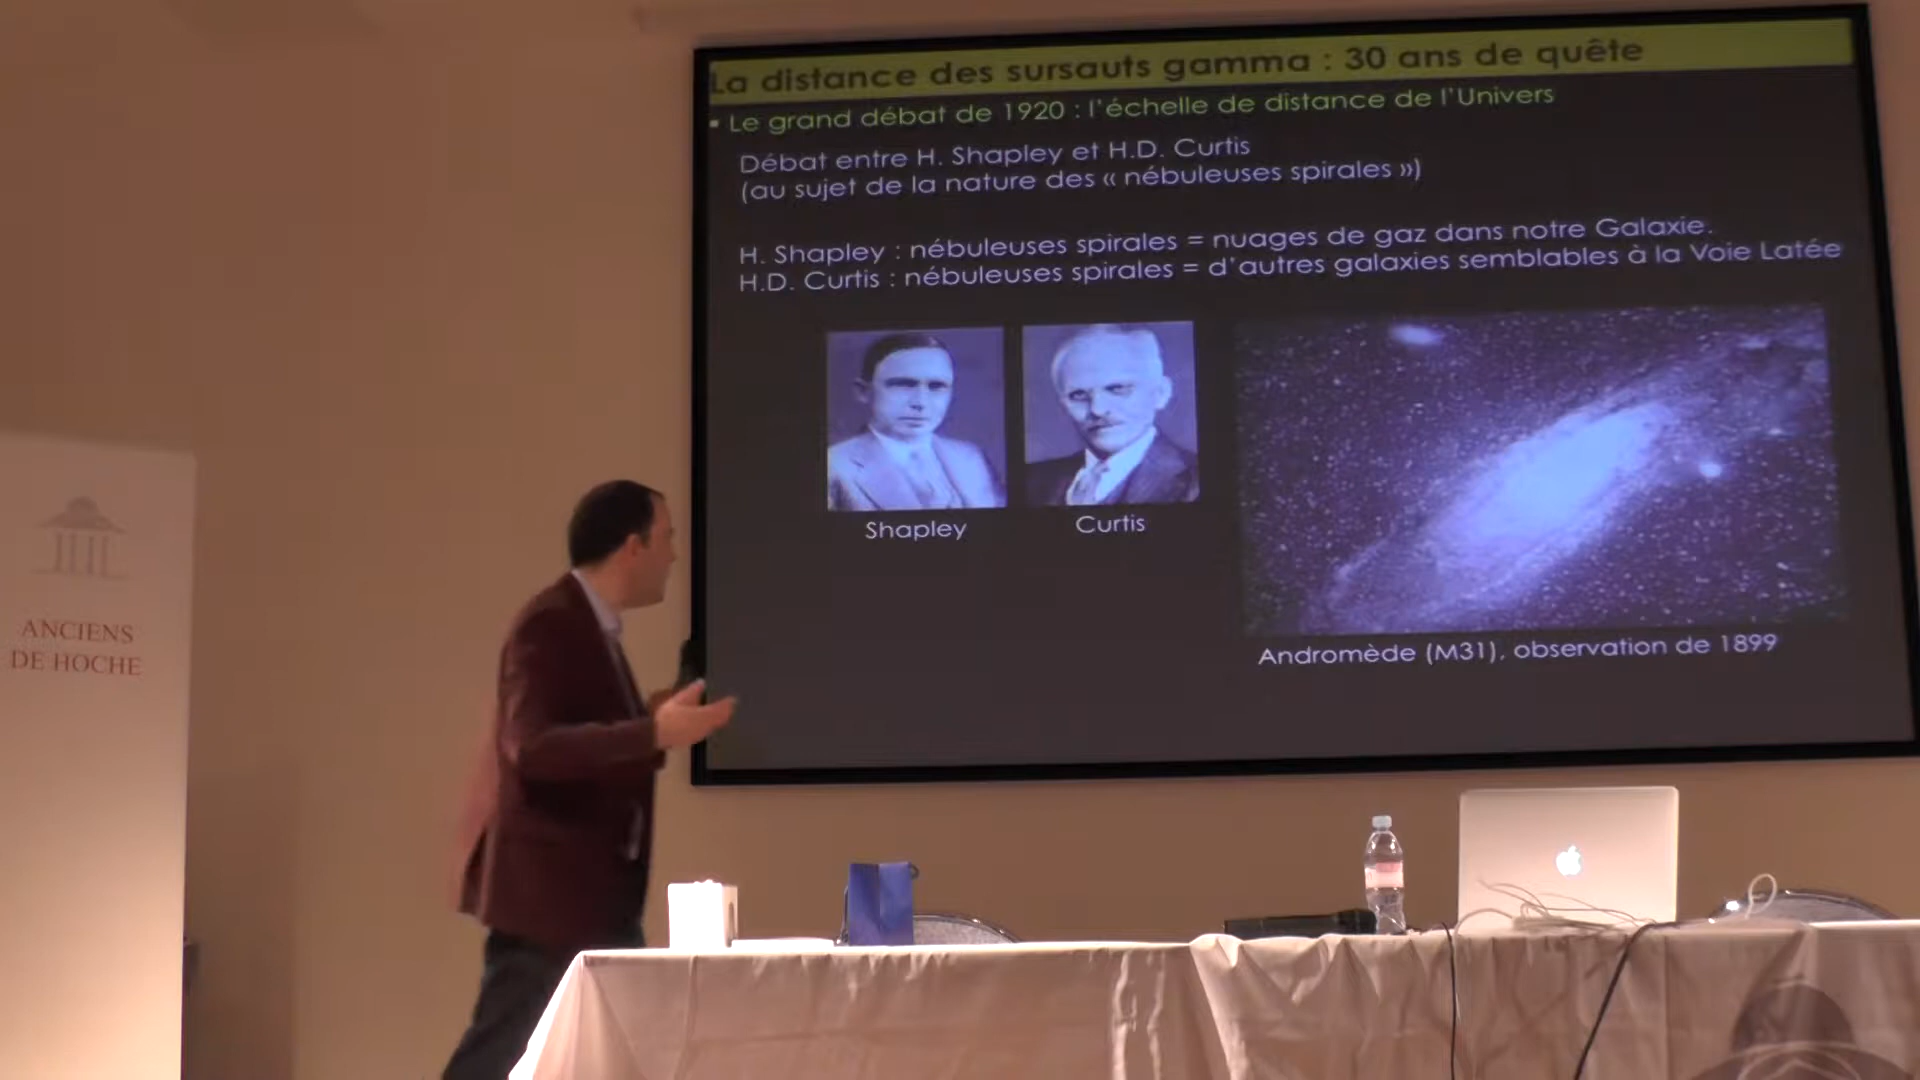 La distance des sursauts gamma : 30 ans de quête
▪ Le grand débat de 1920 : l'échelle de distance de l'Univers
Débat entre H. Shapley et H.D. Curtis
(au sujet de la nature des « nébuleuses spirales »)
H. Shapley : nébuleuses spirales = nuages de gaz dans notre Galaxie.
H.D. Curtis : nébuleuses spirales = d'autres galaxies semblables à la Voie Latée
Shapley
Curtis
Andromède (M31), observation de 1899
ANCIENS
DE HOCHE